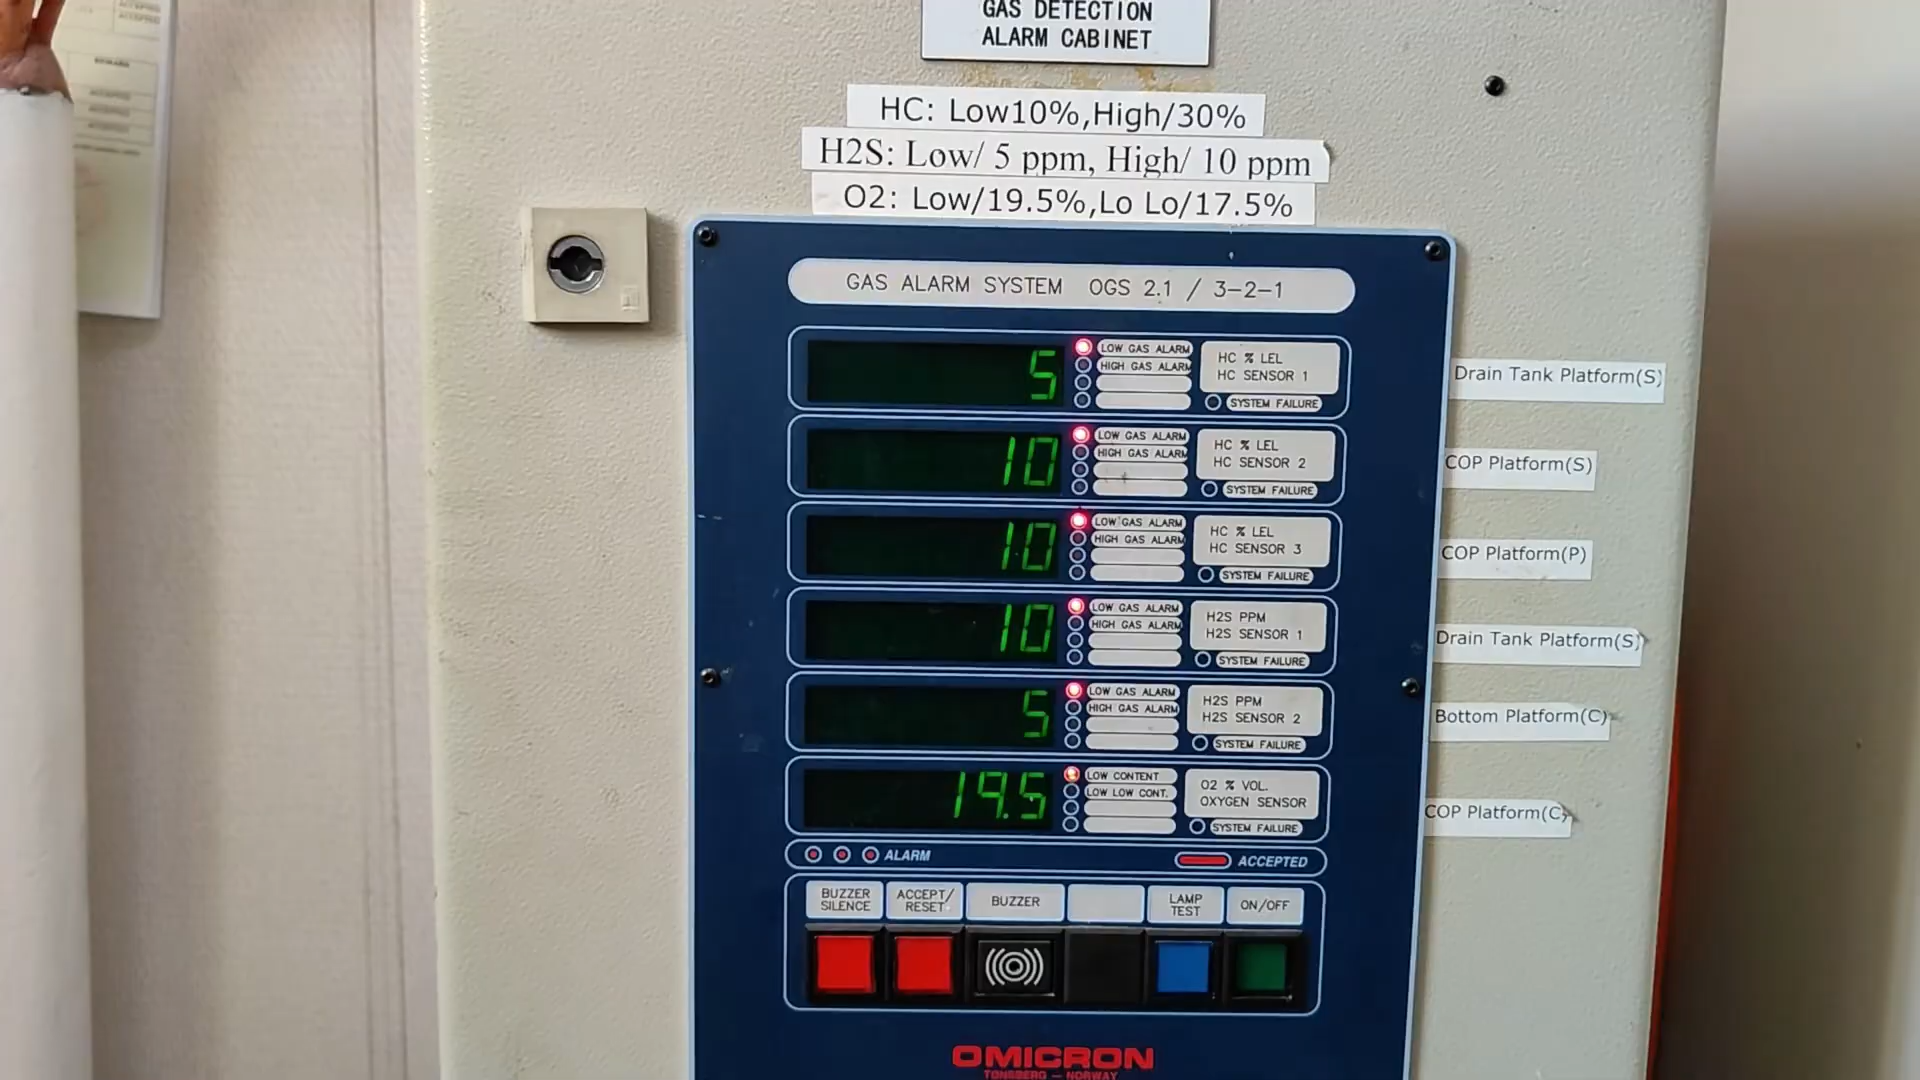 GAS DETECTION
ALARM CABINET
HC: Low10%,High/30%
H2S: Low/ 5 ppm, High/ 10 ppm
O2: Low/19.5%,Lo Lo/17.5%
GAS ALARM SYSTEM OGS 2.1 / 3-2-1
5
LOW GAS ALARM
HIGH GAS ALARM
HC % LEL
HC SENSOR 1
SYSTEM FAILURE
Drain Tank Platform(S)
10
LOW GAS ALARM
HIGH GAS ALARM
HC % LEL
HC SENSOR 2
SYSTEM FAILURE
COP Platform(S)
10
LOW GAS ALARM
HIGH GAS ALARM
HC % LEL
HC SENSOR 3
SYSTEM FAILURE
COP Platform(P)
10
LOW GAS ALARM
HIGH GAS ALARM
H2S PPM
H2S SENSOR 1
SYSTEM FAILURE
Drain Tank Platform(S)
5
LOW GAS ALARM
HIGH GAS ALARM
H2S PPM
H2S SENSOR 2
SYSTEM FAILURE
Bottom Platform(C)
19.5
LOW CONTENT
LOW LOW CONT.
O2 % VOL.
OXYGEN SENSOR
SYSTEM FAILURE
COP Platform(C)
ALARM
ACCEPTED
BUZZER
SILENCE
ACCEPT/
RESET
BUZZER
LAMP
TEST
ON/OFF
OMICRON
TØNSBERG — NORWAY
ACCEPTED
ACCEPTED
REMARK
ACCEPTED
ACCEPTED
ACCEPTED